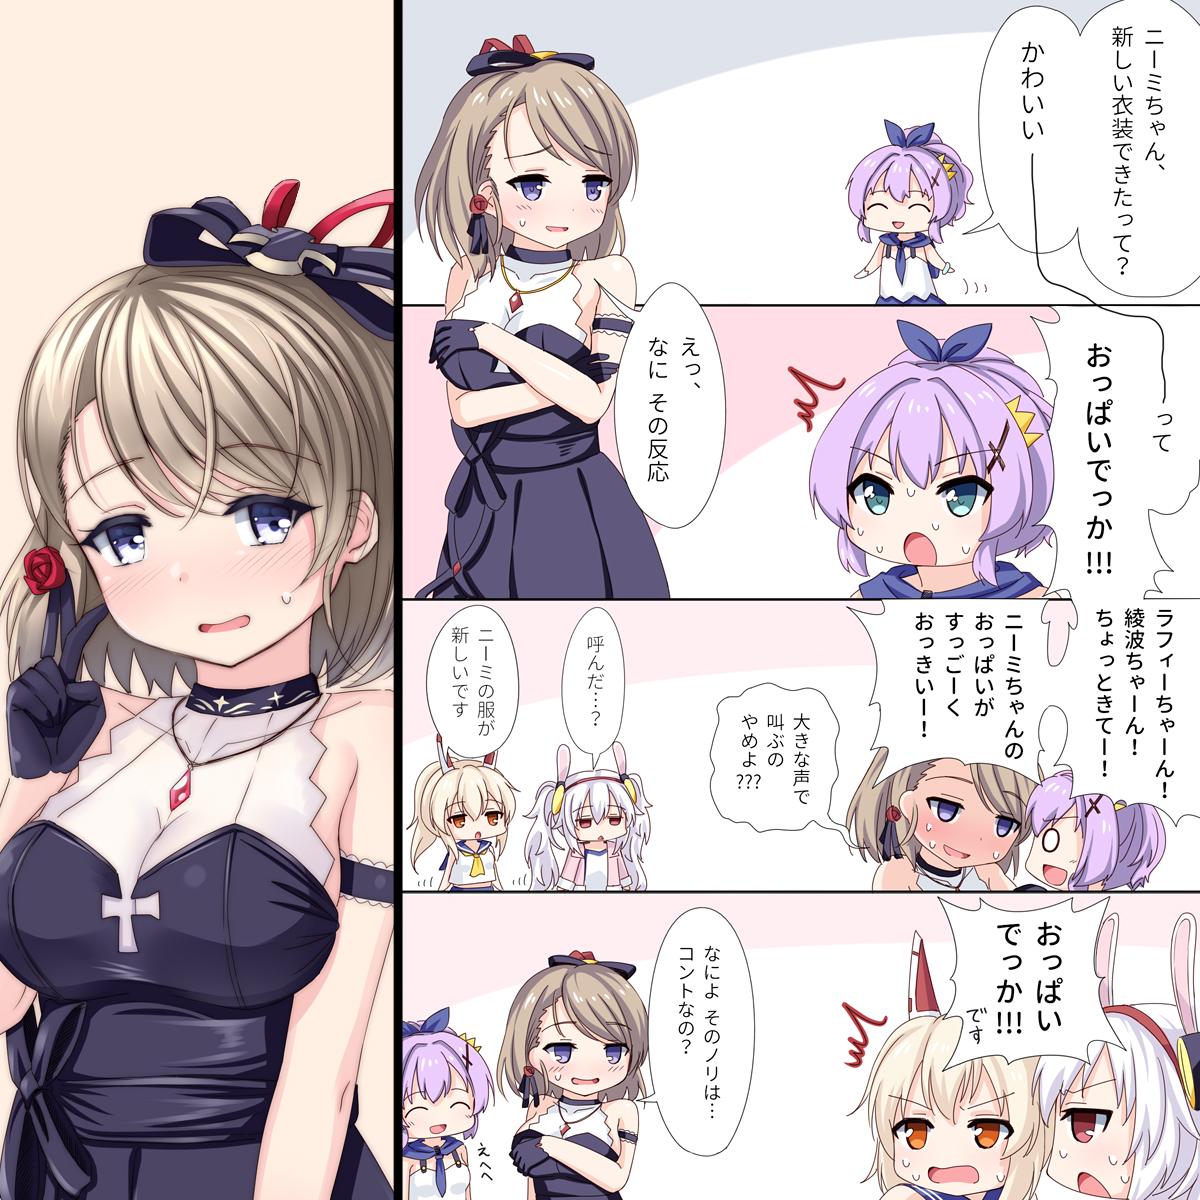 ニーミちゃん、
新しい衣装できたって？
かわいい
って
おっぱいでっか!!!
えっ、
なに その反応
ラフィーちゃーん！
綾波ちゃーん！
ちょっときてー！
ニーミちゃんの
おっぱいが
すっごーく
おっきいー！
大きな声で
叫ぶの
やめよ???
呼んだ…？
ニーミの服が
新しいです
おっぱい
でっか!!!
です
なによ そのノリは…
コントなの？
えへへ